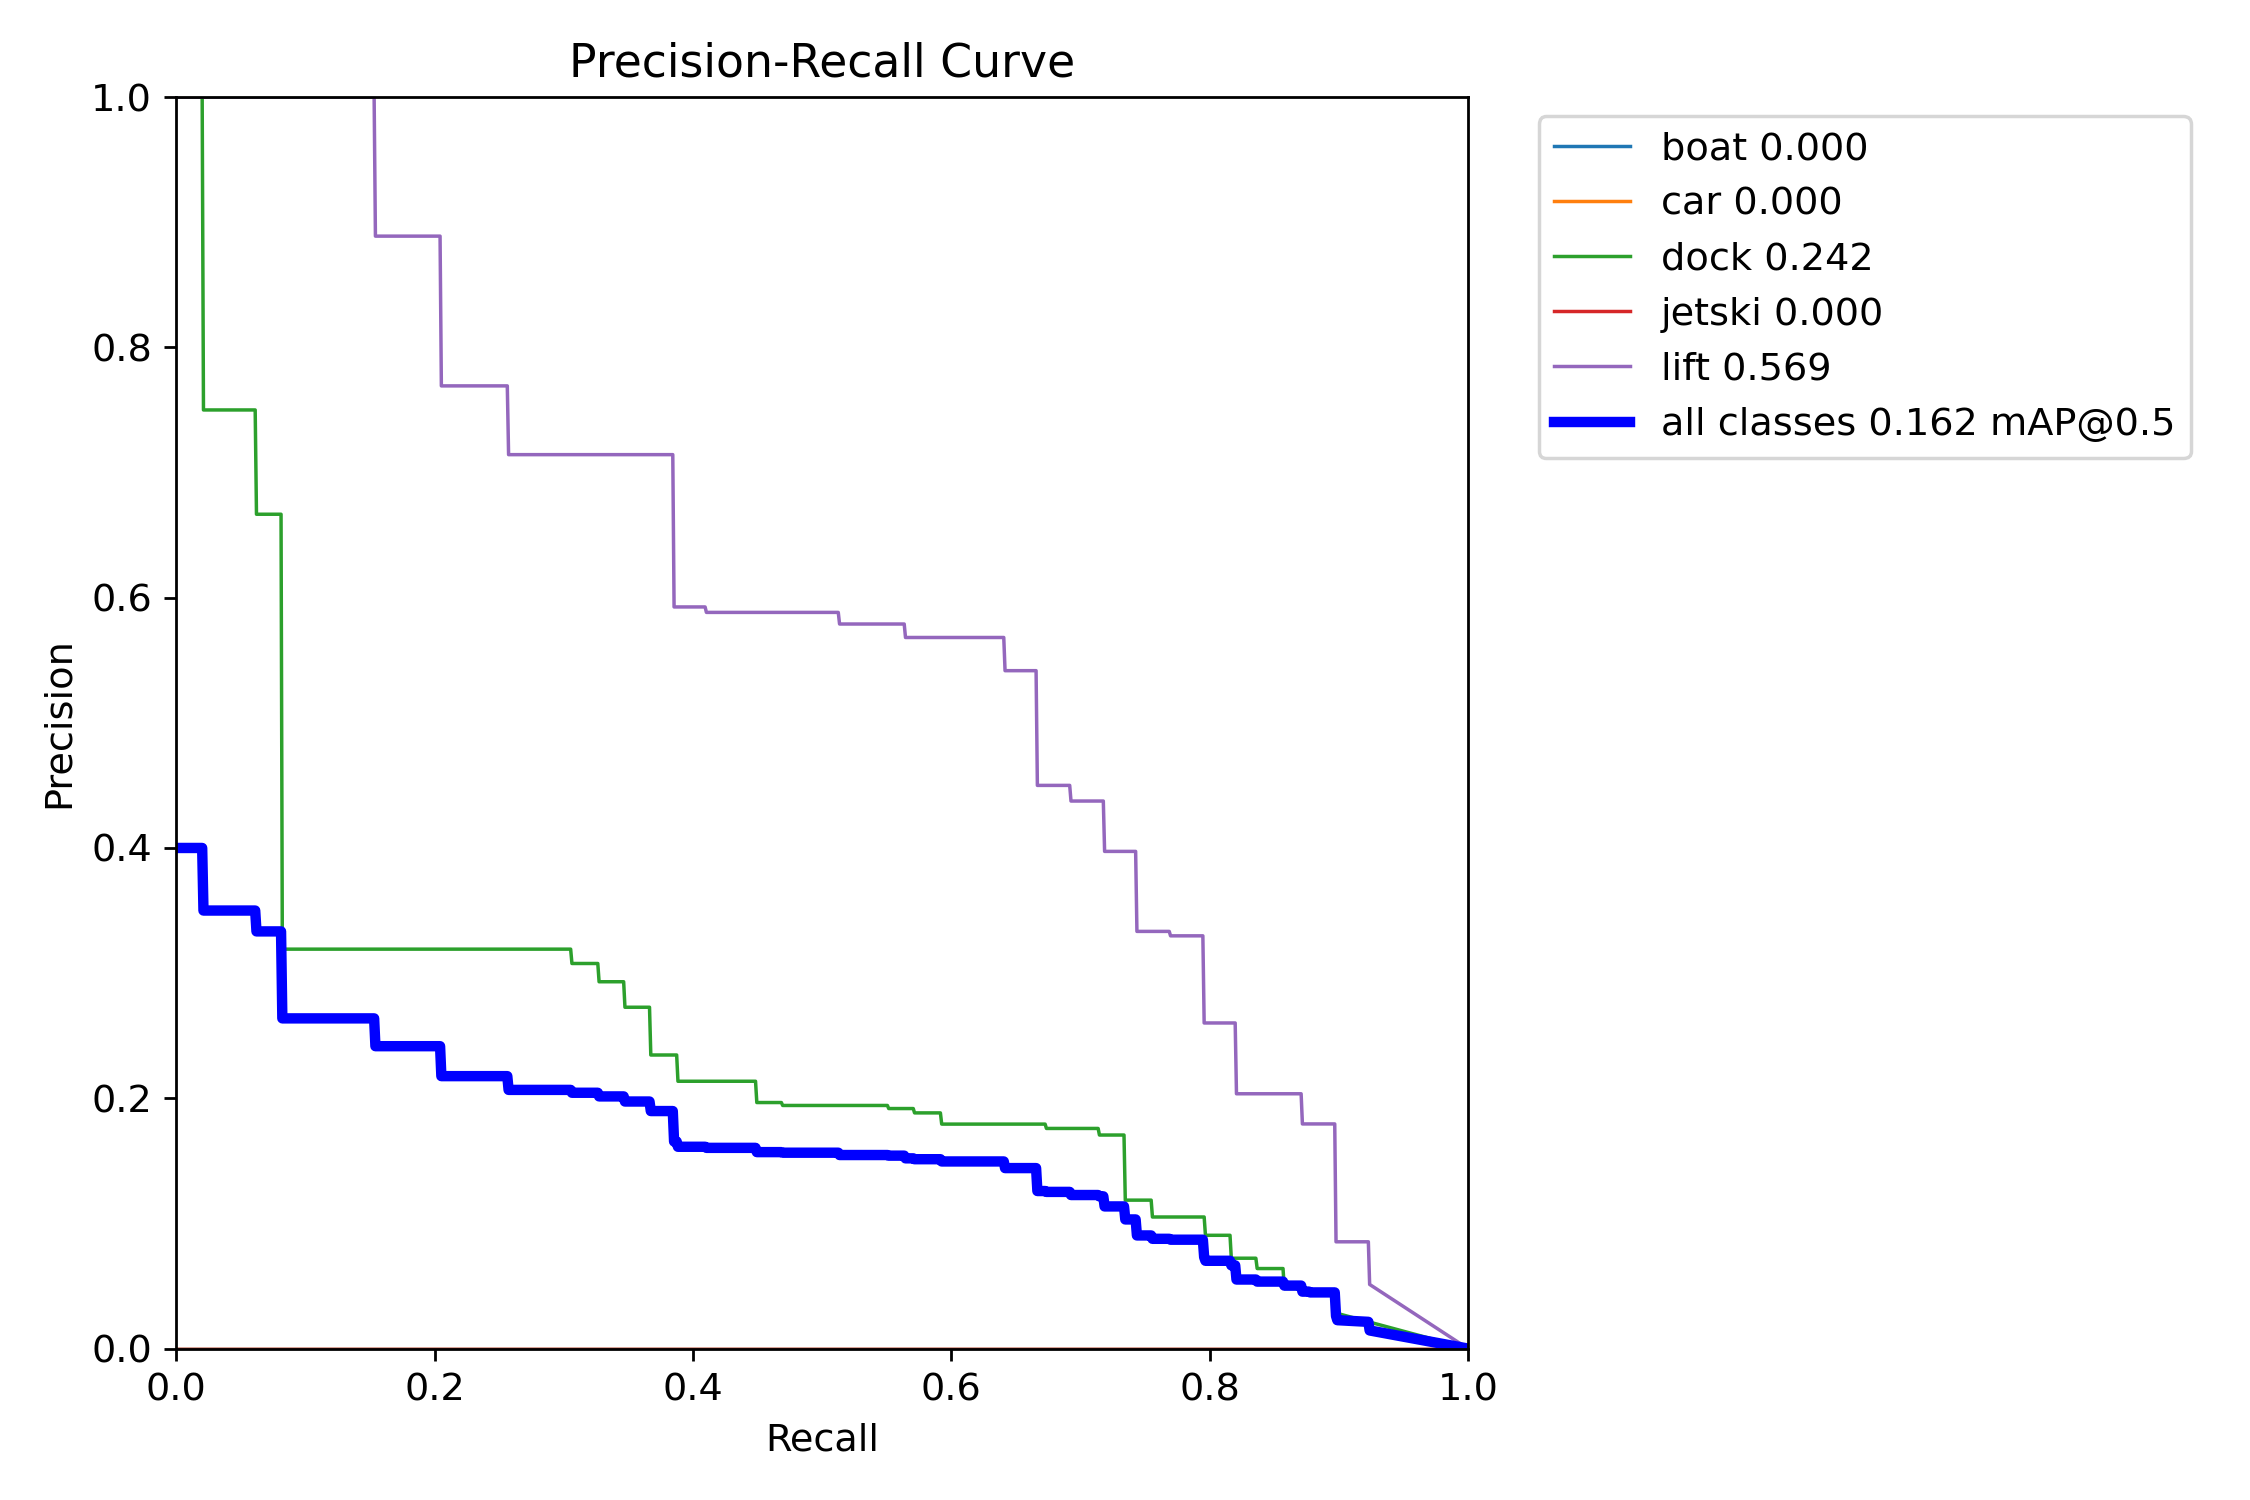 Precision-Recall Curve
1.0
0.8
0.6
0.4
0.2
0.0
Precision
0.0 0.2 0.4 0.6 0.8 1.0
Recall
boat 0.000
car 0.000
dock 0.242
jetski 0.000
lift 0.569
all classes 0.162 mAP@0.5